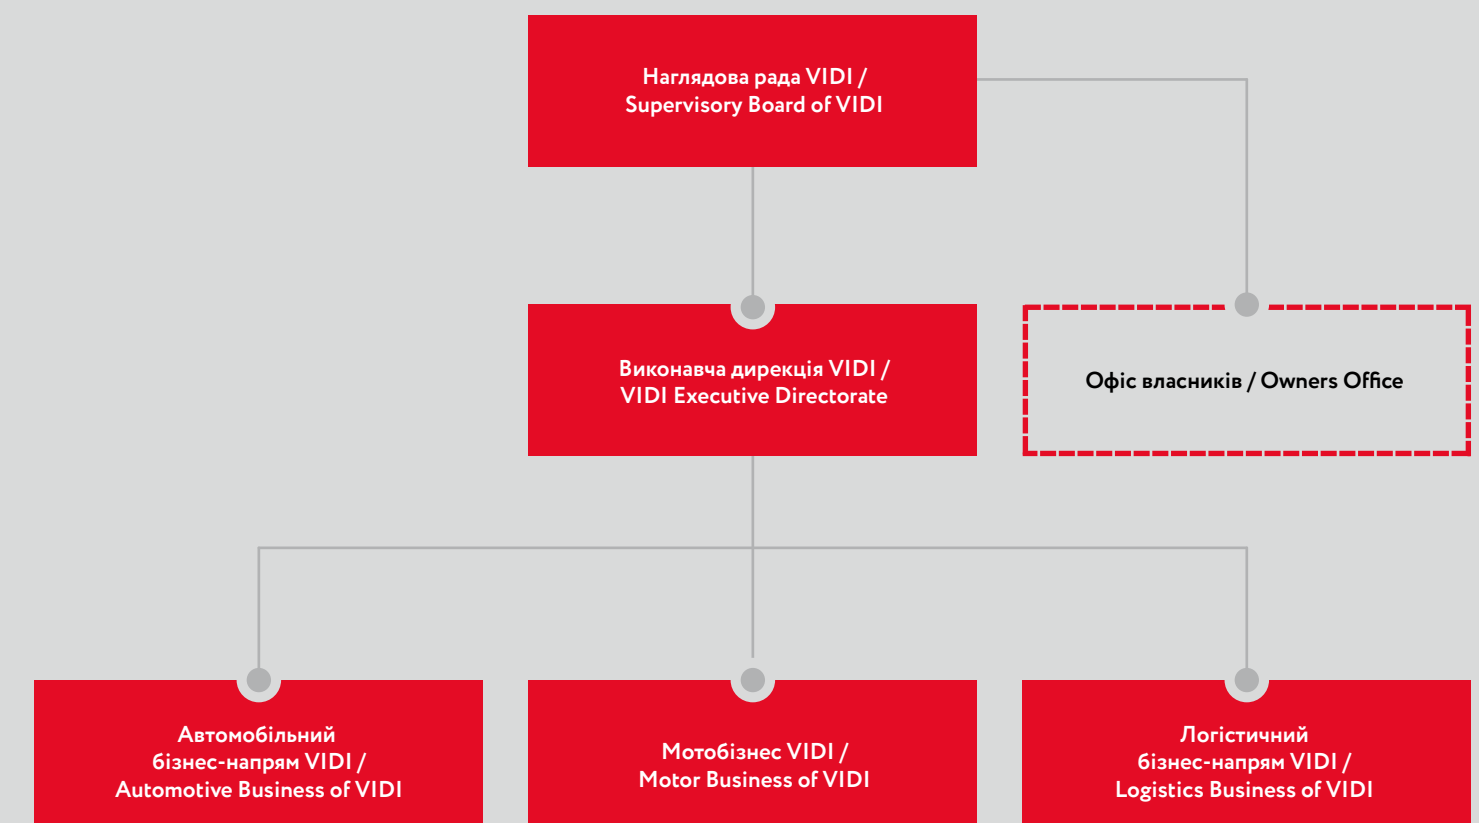 Наглядова рада VIDI /
Supervisory Board of VIDI
Виконавча дирекція VIDI /
VIDI Executive Directorate
Офіс власників / Owners Office
Автомобільний
бізнес-напрям VIDI /
Automotive Business of VIDI
Мотобізнес VIDI /
Motor Business of VIDI
Логістичний
бізнес-напрям VIDI /
Logistics Business of VIDI